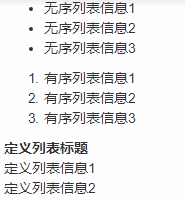 • 无序列表信息1
• 无序列表信息2
• 无序列表信息3
1. 有序列表信息1
2. 有序列表信息2
3. 有序列表信息3
定义列表标题
定义列表信息1
定义列表信息2